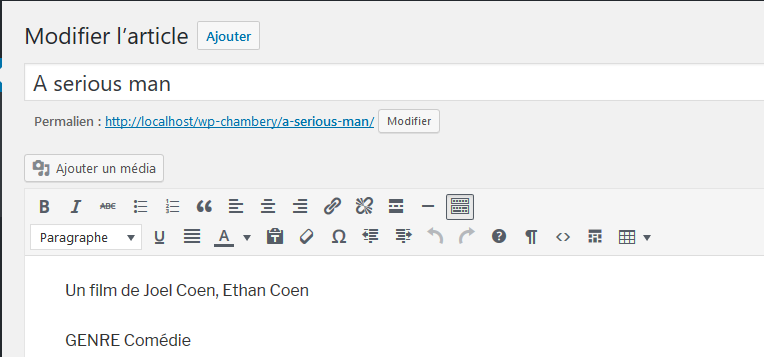 Modifier l’article Ajouter
A serious man
Permalien : http://localhost/wp-chambery/a-serious-man/ Modifier
Ajouter un média
B I ABC
Paragraphe U A T Ω ? ¶ <>
Un film de Joel Coen, Ethan Coen
GENRE Comédie